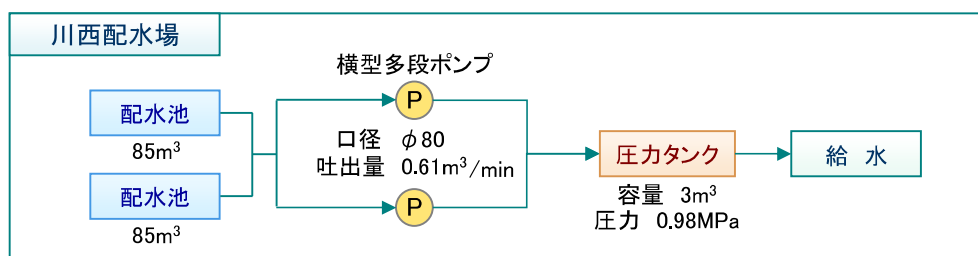 川西配水場
横型多段ポンプ
P
配水池
85m³
口径 φ80
吐出量 0.61m³/min
圧力タンク
給 水
配水池
85m³
P
容量 3m³
圧力 0.98MPa